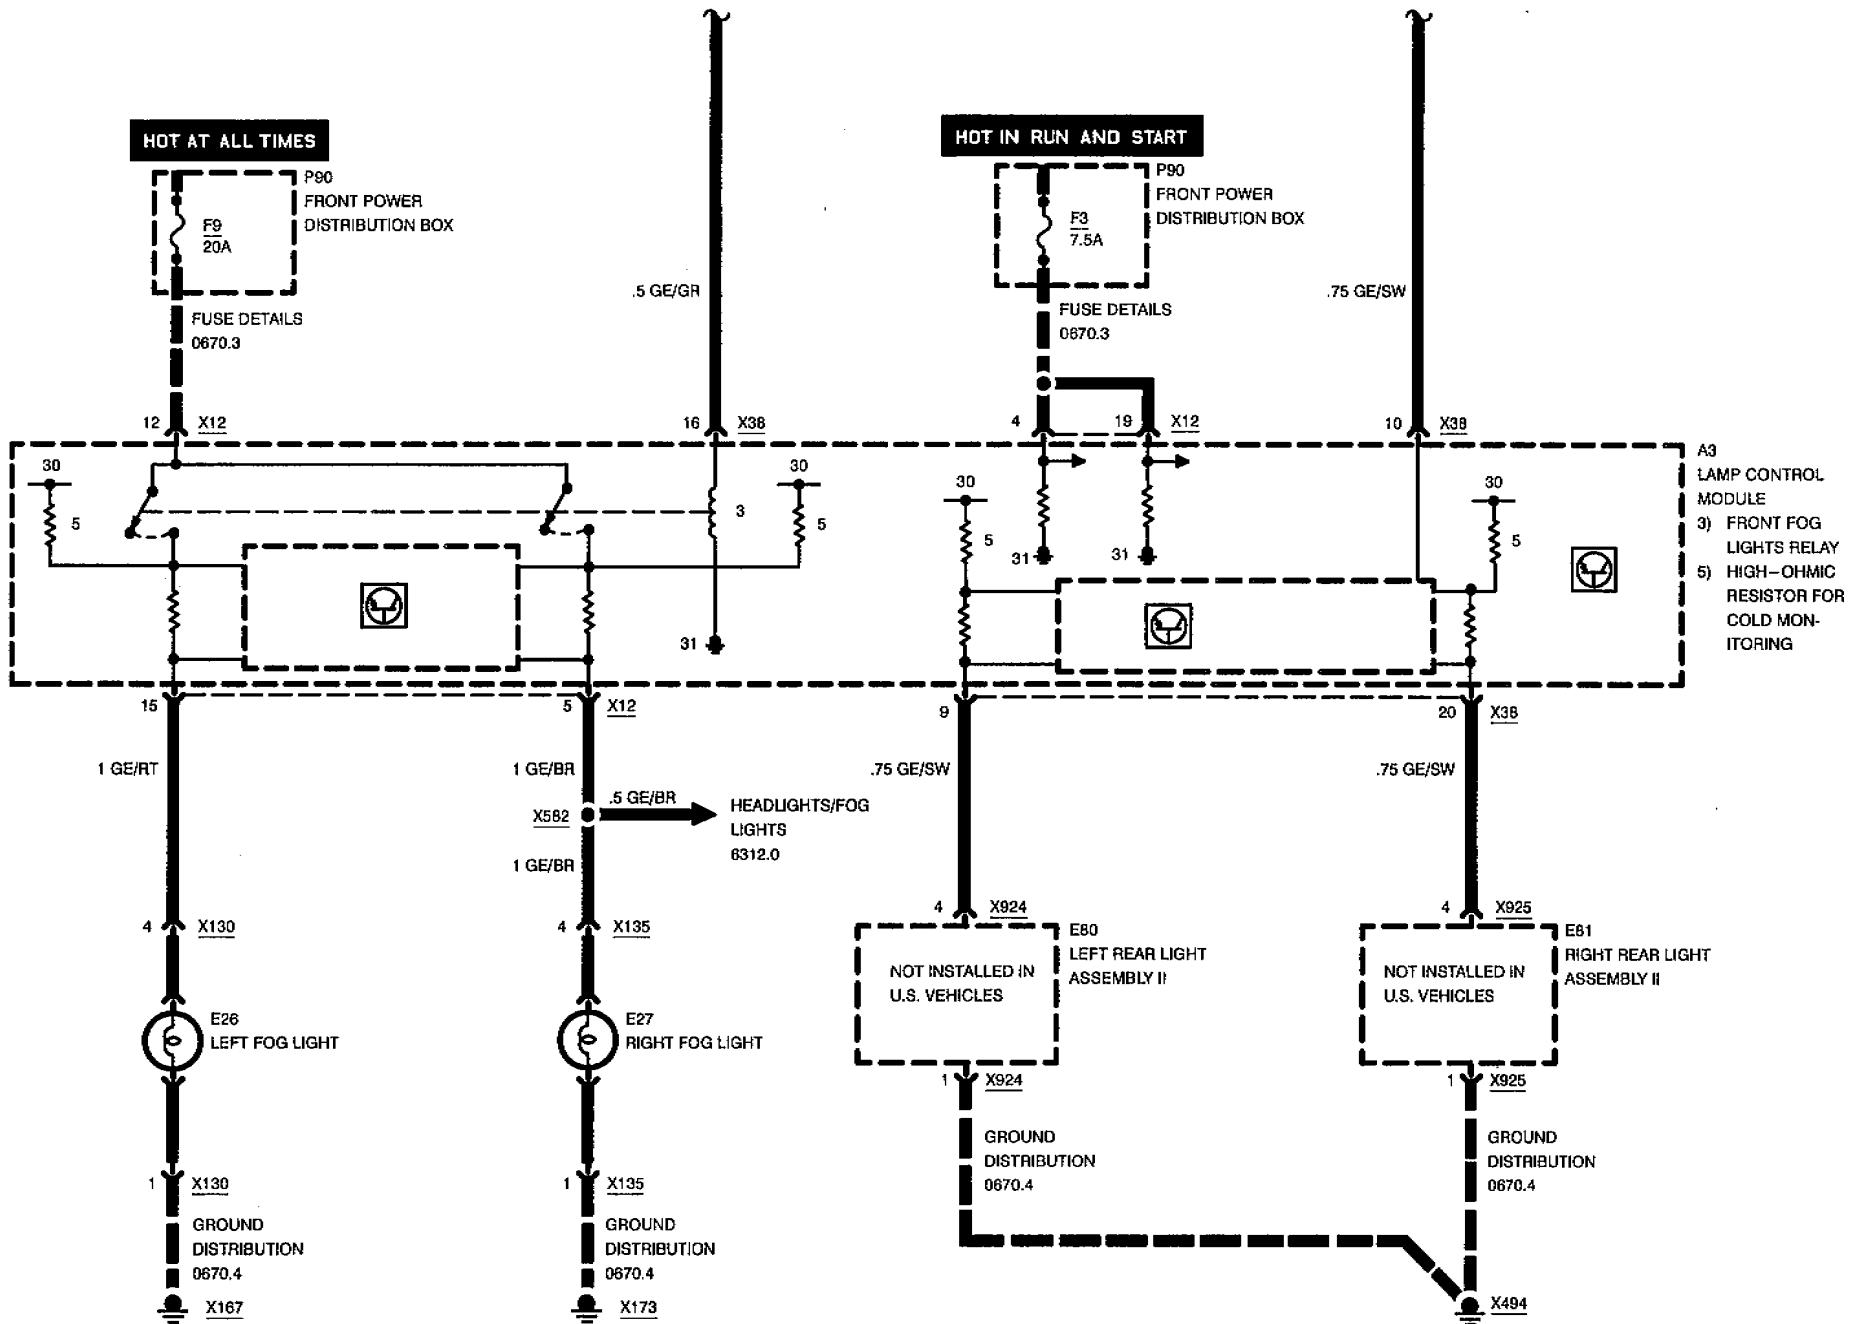 HOT AT ALL TIMES
P90
FRONT POWER
DISTRIBUTION BOX
F9
20A
FUSE DETAILS
0670.3
.5 GE/GR
HOT IN RUN AND START
P90
FRONT POWER
DISTRIBUTION BOX
F3
7.5A
FUSE DETAILS
0670.3
.75 GE/SW
12 X12
16 X38
4
19 X12
10 X38
30
5
3
30
5
31
30
5
31
31
30
5
A3
LAMP CONTROL
MODULE
3) FRONT FOG
LIGHTS RELAY
5) HIGH-OHMIC
RESISTOR FOR
COLD MON-
ITORING
15
5 X12
9
20 X38
1 GE/RT
1 GE/BR
.75 GE/SW
.75 GE/SW
X582
.5 GE/BR
HEADLIGHTS/FOG
LIGHTS
6312.0
1 GE/BR
4 X130
4 X135
4 X924
4 X925
E80
LEFT REAR LIGHT
ASSEMBLY II
NOT INSTALLED IN
U.S. VEHICLES
E81
RIGHT REAR LIGHT
ASSEMBLY II
NOT INSTALLED IN
U.S. VEHICLES
E26
LEFT FOG LIGHT
E27
RIGHT FOG LIGHT
1 X924
1 X925
GROUND
DISTRIBUTION
0670.4
GROUND
DISTRIBUTION
0670.4
1 X130
1 X135
GROUND
DISTRIBUTION
0670.4
GROUND
DISTRIBUTION
0670.4
X167
X173
X494